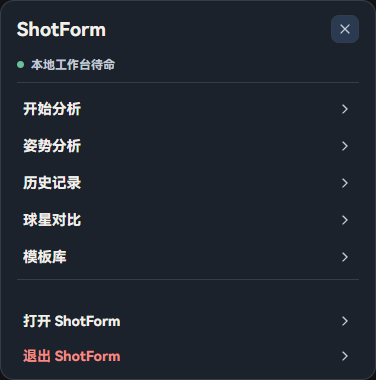 ShotForm
本地工作台待命
开始分析
姿势分析
历史记录
球星对比
模板库
打开 ShotForm
退出 ShotForm